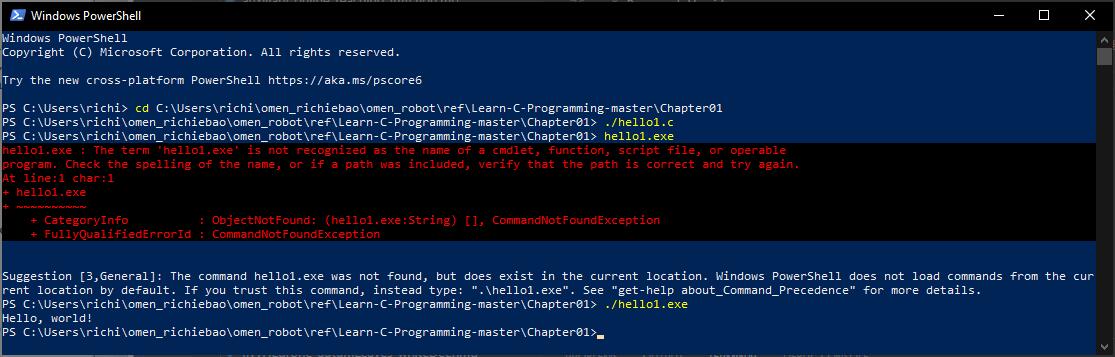 Windows PowerShell
Windows PowerShell
Copyright (C) Microsoft Corporation. All rights reserved.
Try the new cross-platform PowerShell https://aka.ms/pscore6
PS C:\Users\richi> cd C:\Users\richi\omen_richiebao\omen_robot\ref\Learn-C-Programming-master\Chapter01
PS C:\Users\richi\omen_richiebao\omen_robot\ref\Learn-C-Programming-master\Chapter01> ./hello1.c
PS C:\Users\richi\omen_richiebao\omen_robot\ref\Learn-C-Programming-master\Chapter01> hello1.exe
hello1.exe : The term 'hello1.exe' is not recognized as the name of a cmdlet, function, script file, or operable
program. Check the spelling of the name, or if a path was included, verify that the path is correct and try again.
At line:1 char:1
+ hello1.exe
+ ~~~~~~~~~~
    + CategoryInfo          : ObjectNotFound: (hello1.exe:String) [], CommandNotFoundException
    + FullyQualifiedErrorId : CommandNotFoundException
Suggestion [3,General]: The command hello1.exe was not found, but does exist in the current location. Windows PowerShell does not load commands from the cur
rent location by default. If you trust this command, instead type: ".\hello1.exe". See "get-help about_Command_Precedence" for more details.
PS C:\Users\richi\omen_richiebao\omen_robot\ref\Learn-C-Programming-master\Chapter01> ./hello1.exe
Hello, world!
PS C:\Users\richi\omen_richiebao\omen_robot\ref\Learn-C-Programming-master\Chapter01>